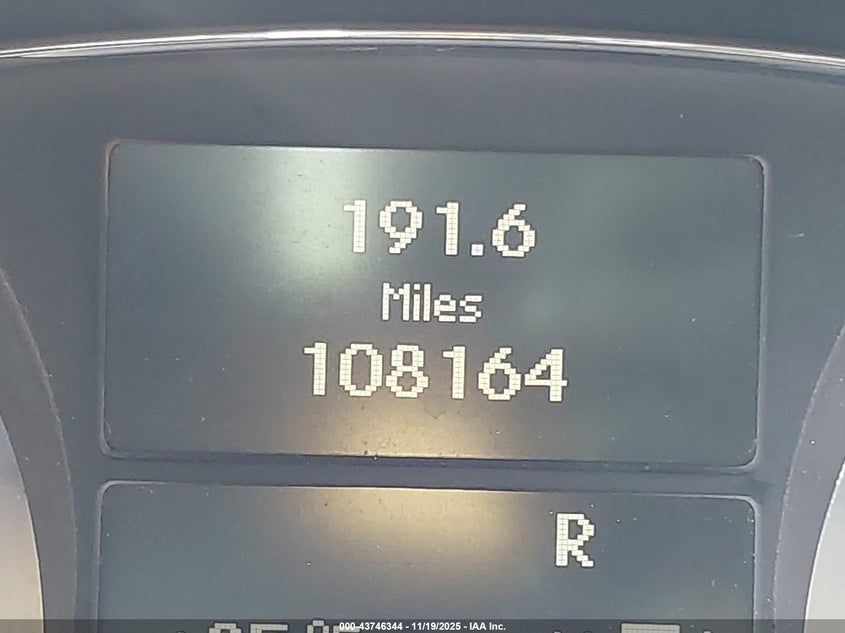 191.6
Miles
108164
R
000-43746344 - 11/19/2025 - IAA Inc.